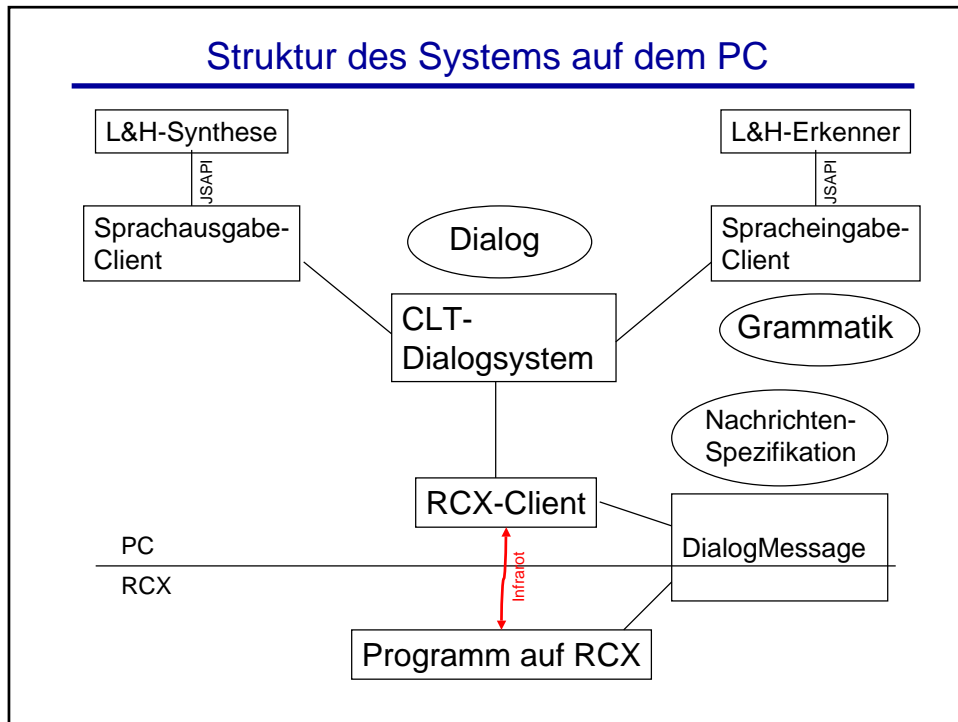 Struktur des Systems auf dem PC
L&H-Synthese
L&H-Erkenner
JSAPI
JSAPI
Sprachausgabe-
Client
Dialog
Spracheingabe-
Client
CLT-
Dialogsystem
Grammatik
Nachrichten-
Spezifikation
RCX-Client
DialogMessage
PC
RCX
Infrarot
Programm auf RCX